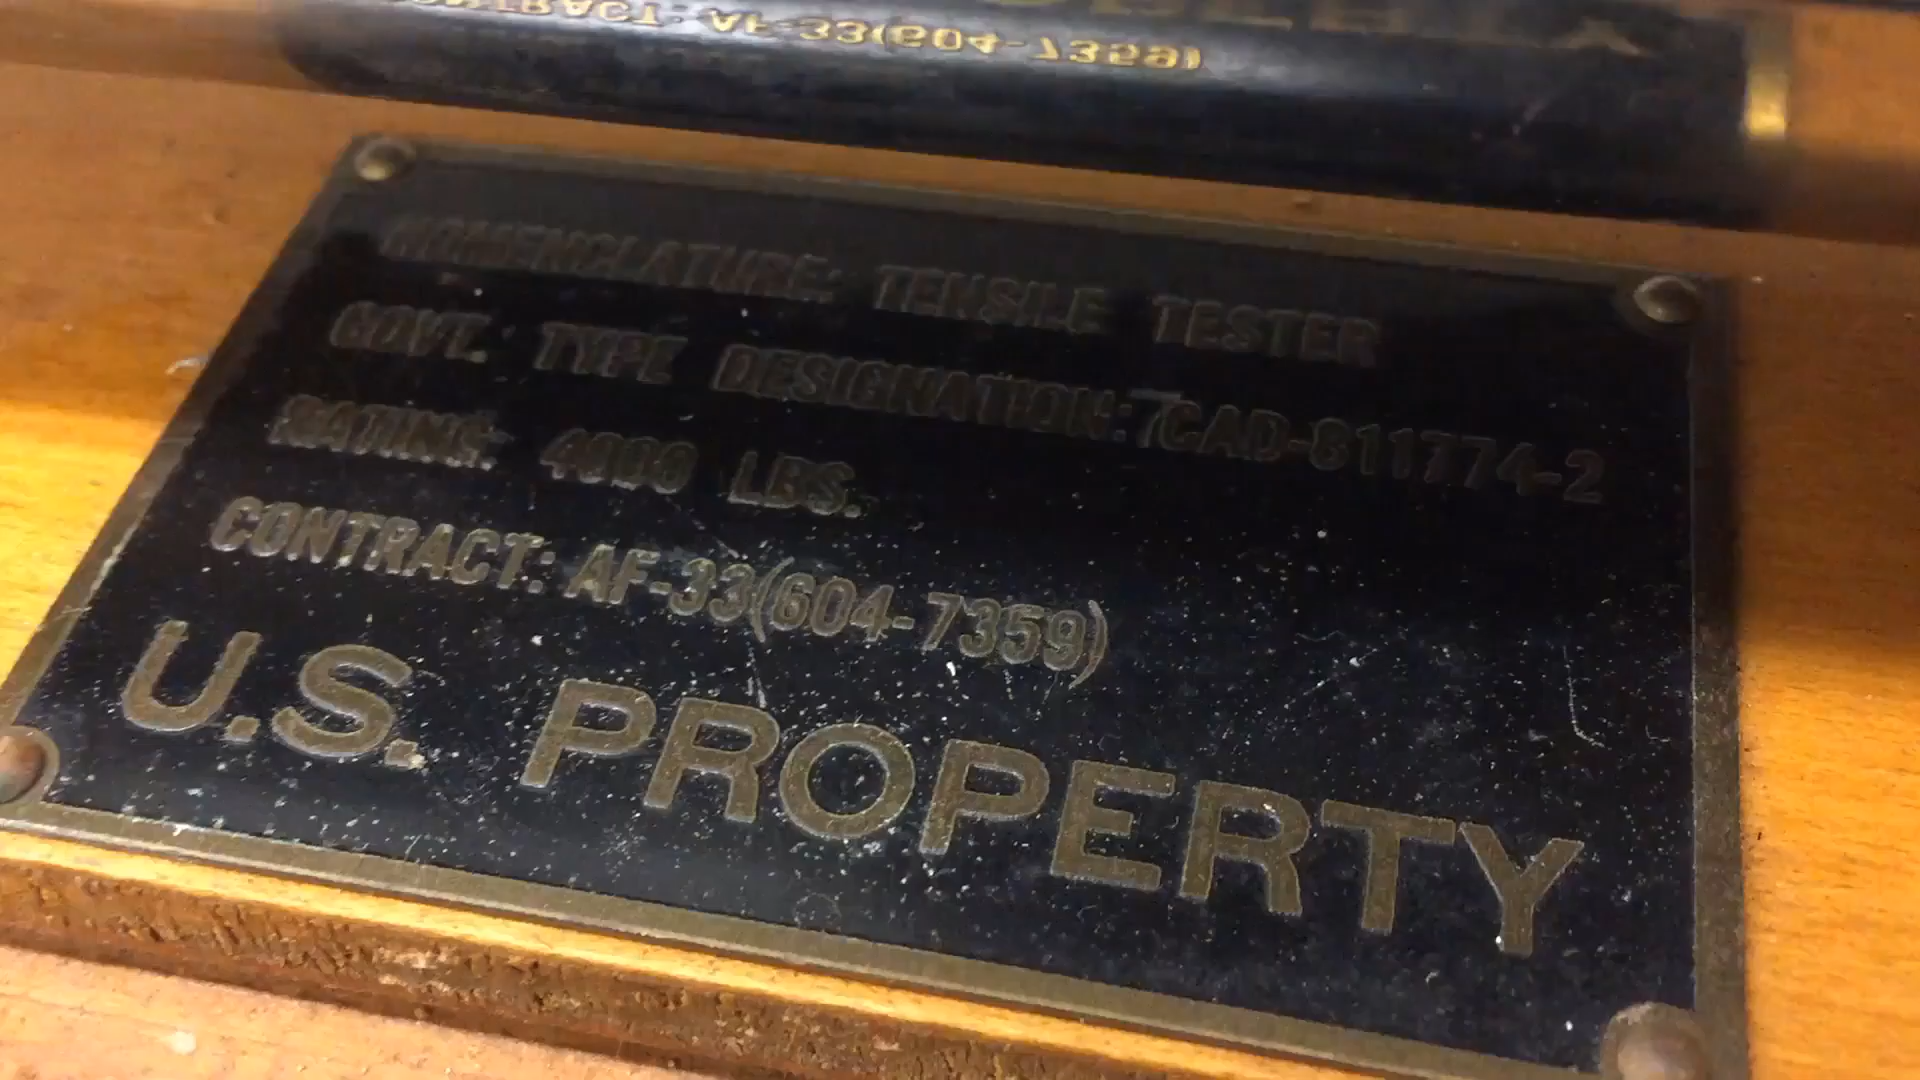 CONTRACT: AF-33(604-7359)
NOMENCLATURE: TENSILE TESTER
GOVT. TYPE DESIGNATION:7CAD-811774-2
RATING: 4000 LBS.
CONTRACT: AF-33(604-7359)
U.S. PROPERTY